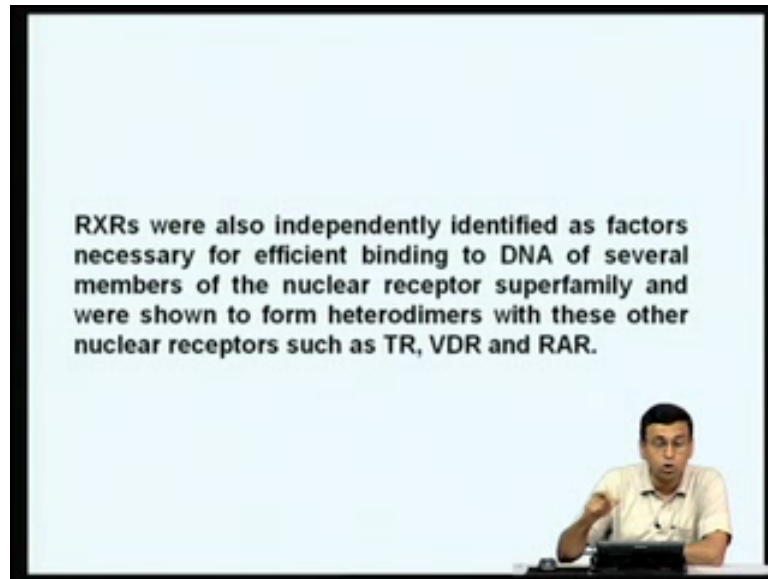 RXRs were also independently identified as factors
necessary for efficient binding to DNA of several
members of the nuclear receptor superfamily and
were shown to form heterodimers with these other
nuclear receptors such as TR, VDR and RAR.